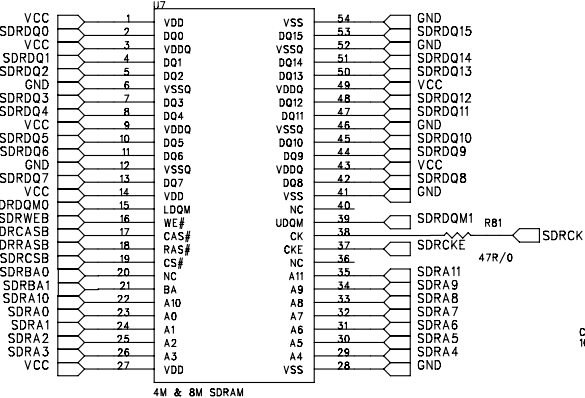 U7
VCC 1 VDD VSS 54 GND
SDRDQ0 2 DQ0 DQ15 53 SDRDQ15
VCC 3 VDDQ VSSQ 52 GND
SDRDQ1 4 DQ1 DQ14 51 SDRDQ14
SDRDQ2 5 DQ2 DQ13 50 SDRDQ13
GND 6 VSSQ VDDQ 49 VCC
SDRDQ3 7 DQ3 DQ12 48 SDRDQ12
SDRDQ4 8 DQ4 DQ11 47 SDRDQ11
VCC 9 VDDQ VSSQ 46 GND
SDRDQ5 10 DQ5 DQ10 45 SDRDQ10
SDRDQ6 11 DQ6 DQ9 44 SDRDQ9
GND 12 VSSQ VDDQ 43 VCC
SDRDQ7 13 DQ7 DQ8 42 SDRDQ8
VCC 14 VDD VSS 41 GND
DRDQM0 15 LDQM NC 40
SDRWEB 16 WE# UDQM 39 SDRDQM1 R81
DRCASB 17 CAS# CK 38 SDRCK
DRRASB 18 RAS# CKE 37 SDRCKE 47R/0
SDRCSB 19 CS# NC 36
SDRBA0 20 NC A11 35 SDRA11
SDRBA1 21 BA A9 34 SDRA9
SDRA10 22 A10 A8 33 SDRA8
SDRA0 23 A0 A7 32 SDRA7
SDRA1 24 A1 A6 31 SDRA6
SDRA2 25 A2 A5 30 SDRA5
SDRA3 26 A3 A4 29 SDRA4
VCC 27 VDD VSS 28 GND
4M & 8M SDRAM